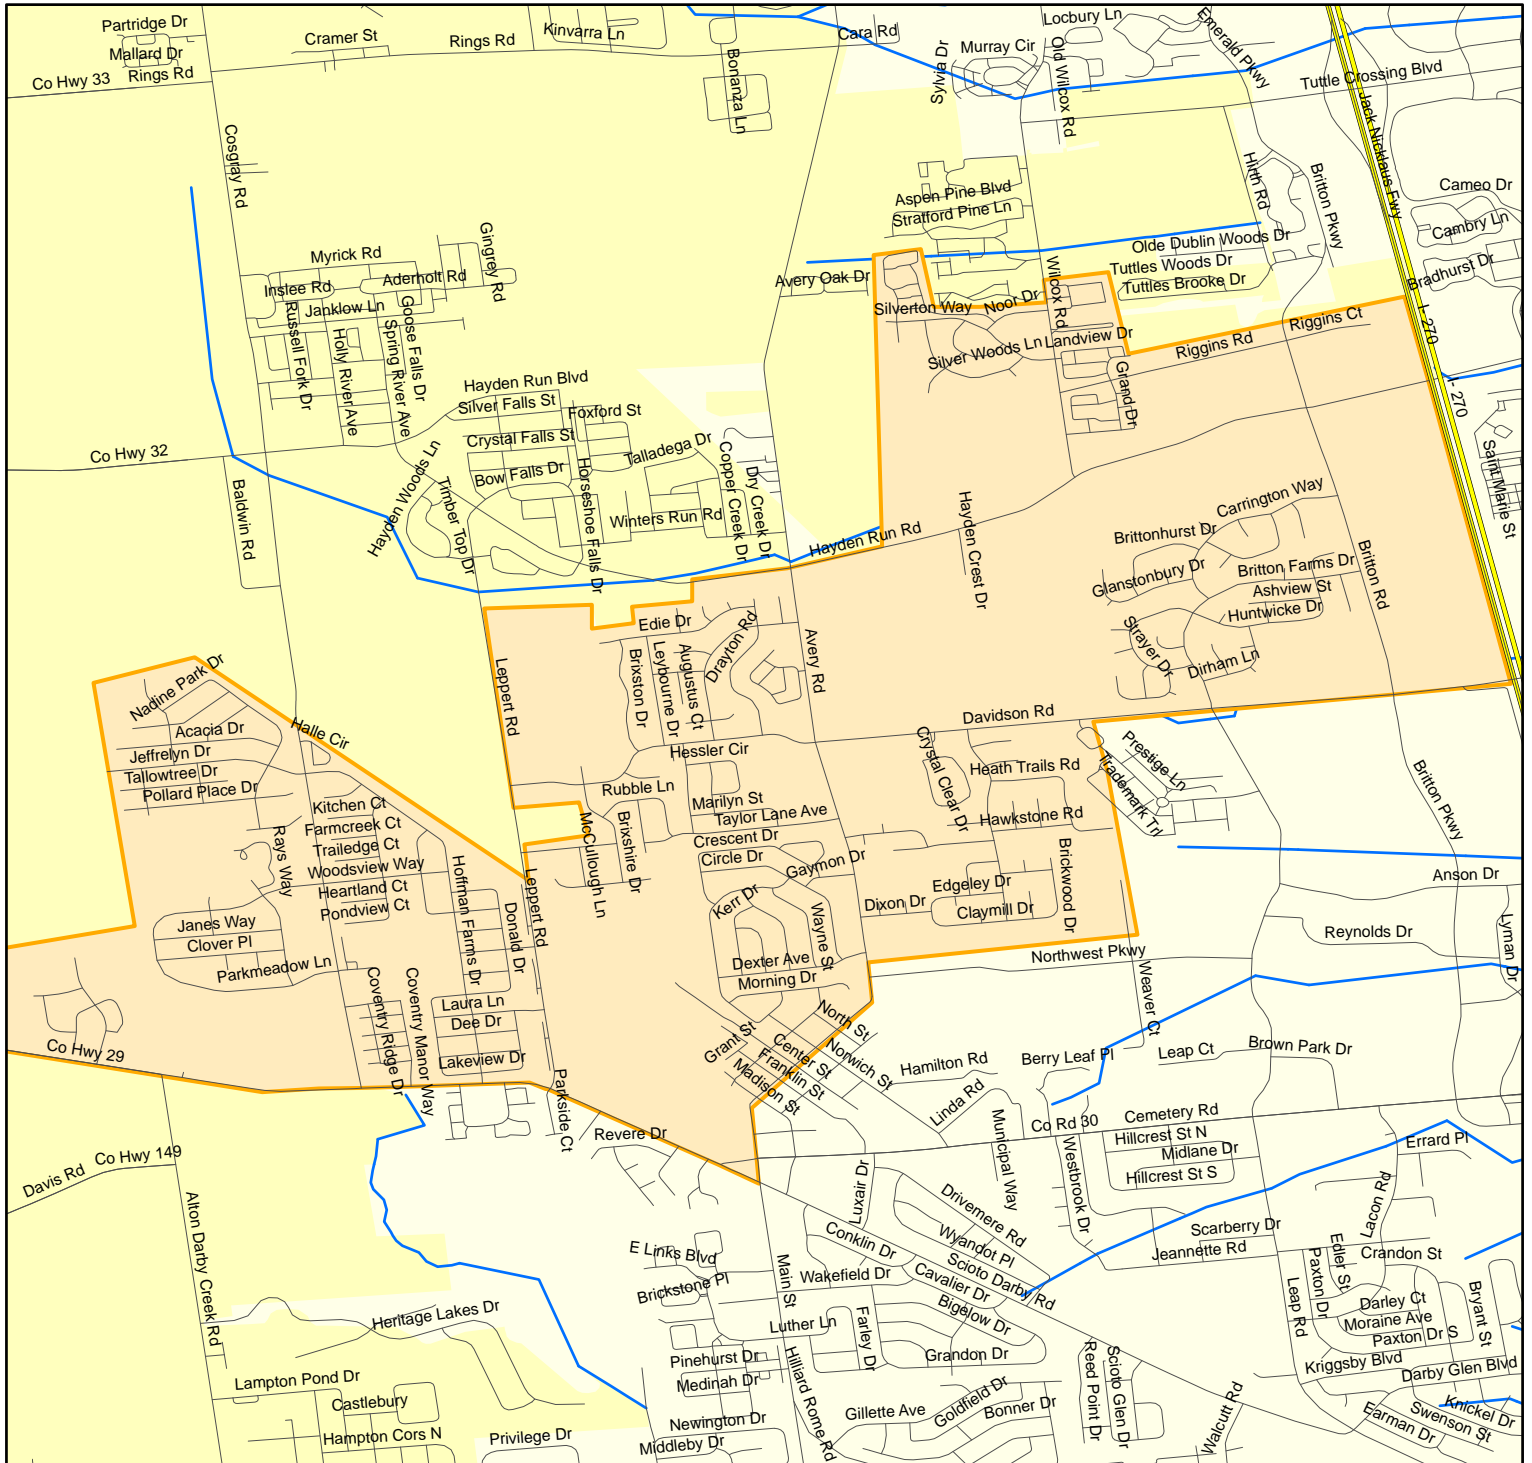 Partridge Dr
Mallard Dr
Co Hwy 33
Rings Rd
Cramer St
Rings Rd
Kinvarra Ln
Bonanza Ln
Cara Rd
Sylvia Dr
Murray Cir
Locbury Ln
Old Wilcox Rd
Emerald Pkwy
Tuttle Crossing Blvd
Jack Nicklaus Fwy
Cosgray Rd
Aspen Pine Blvd
Stratford Pine Ln
Hirth Rd
Britton Pkwy
Cameo Dr
Cambry Ln
Bradhurst Dr
Myrick Rd
Gingrey Rd
Inslee Rd
Aderholt Rd
Janklow Ln
Russell Fork Dr
Holly River Ave
Spring River Ave
Goose Falls Dr
Avery Oak Dr
Olde Dublin Woods Dr
Tuttles Woods Dr
Tuttles Brooke Dr
Wilcox Rd
Silverton Way
Noor Dr
Silver Woods Ln
Landview Dr
Grand Dr
Riggins Rd
Riggins Ct
I- 270
I- 270
Hayden Run Blvd
Silver Falls St
Foxford St
Crystal Falls St
Talladega Dr
Bow Falls Dr
Co Hwy 32
Baldwin Rd
Hayden Woods Ln
Timber Top Dr
Horseshoe Falls Dr
Winters Run Rd
Copper Creek Dr
Dry Creek Dr
Hayden Run Rd
Hayden Crest Dr
Saint Marie St
Carrington Way
Brittonhurst Dr
Glanstonbury Dr
Britton Farms Dr
Ashview St
Huntwicke Dr
Britton Rd
Strayer Dr
Dirham Ln
Edie Dr
Brixston Dr
Leybourne Dr
Augustus Ct
Drayton Rd
Avery Rd
Leppert Rd
Nadine Park Dr
Acacia Dr
Jeffrelyn Dr
Tallowtree Dr
Pollard Place Dr
Halle Cir
Davidson Rd
Hessler Cir
Crystal Clear Dr
Heath Trails Rd
Prestige Ln
Trademark Trl
Britton Pkwy
Rubble Ln
Marilyn St
Taylor Lane Ave
Hawkstone Rd
Kitchen Ct
Farmcreek Ct
Trailedge Ct
Woodsview Way
Heartland Ct
Pondview Ct
Rays Way
McCullough Ln
Brixshire Dr
Crescent Dr
Circle Dr
Gaymon Dr
Brickwood Dr
Edgeley Dr
Dixon Dr
Claymill Dr
Anson Dr
Kerr Dr
Wayne St
Hoffman Farms Dr
Donald Dr
Leppert Rd
Janes Way
Clover Pl
Parkmeadow Ln
Reynolds Dr
Lyman Dr
Dexter Ave
Morning Dr
Northwest Pkwy
Weaver Ct
Coventry Ridge Dr
Coventry Manor Way
Laura Ln
Dee Dr
Lakeview Dr
Co Hwy 29
North St
Grant St
Center St
Norwich St
Franklin St
Madison St
Hamilton Rd
Linda Rd
Berry Leaf Pl
Leap Ct
Brown Park Dr
Parkside Ct
Revere Dr
Municipal Way
Co Rd 30
Cemetery Rd
Hillcrest St N
Midlane Dr
Hillcrest St S
Westbrook Dr
Errard Pl
Davis Rd
Co Hwy 149
Alton Darby Creek Rd
Luxair Dr
Drivemere Rd
Wyandot Pl
Scioto Darby Rd
Conklin Dr
Cavalier Dr
Scarberry Dr
Jeannette Rd
Lacon Rd
Edler St
Crandon St
Paxton Dr
Leap Rd
Darley Ct
Moraine Ave
Paxton Dr S
Bryant St
E Links Blvd
Brickstone Pl
Main St
Wakefield Dr
Bigelow Dr
Heritage Lakes Dr
Luther Ln
Farley Dr
Grandon Dr
Reed Point Dr
Scioto Glen Dr
Kriggsby Blvd
Darby Glen Blvd
Pinehurst Dr
Medinah Dr
Hilliard Rome Rd
Lampton Pond Dr
Castlebury
Hampton Cors N
Privilege Dr
Newington Dr
Middleby Dr
Gillette Ave
Goldfield Dr
Bonner Dr
Walcutt Rd
Earman Dr
Swenson St
Knickel Dr